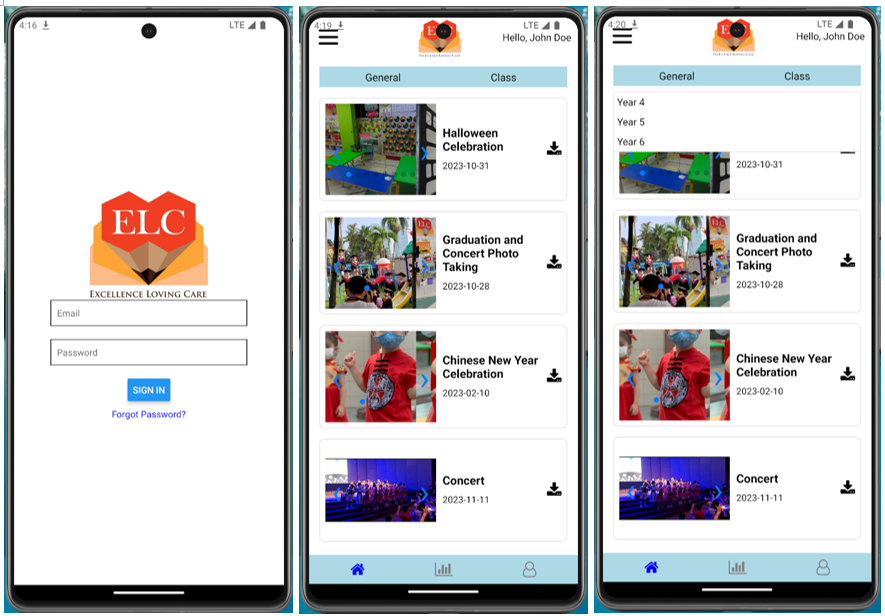 4:16
LTE
ELC
EXCELLENCE LOVING CARE
Email
Password
SIGN IN
Forgot Password?
4:19
LTE
Hello, John Doe
General
Class
Halloween
Celebration
2023-10-31
Graduation and
Concert Photo
Taking
2023-10-28
Chinese New Year
Celebration
2023-02-10
Concert
2023-11-11
4:20
LTE
Hello, John Doe
General
Class
Year 4
Year 5
Year 6
2023-10-31
Graduation and
Concert Photo
Taking
2023-10-28
Chinese New Year
Celebration
2023-02-10
Concert
2023-11-11